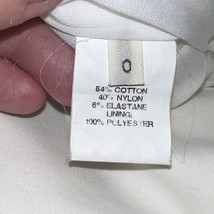 0
54% COTTON
40% NYLON
6% ELASTANE
LINING:
100% POLYESTER